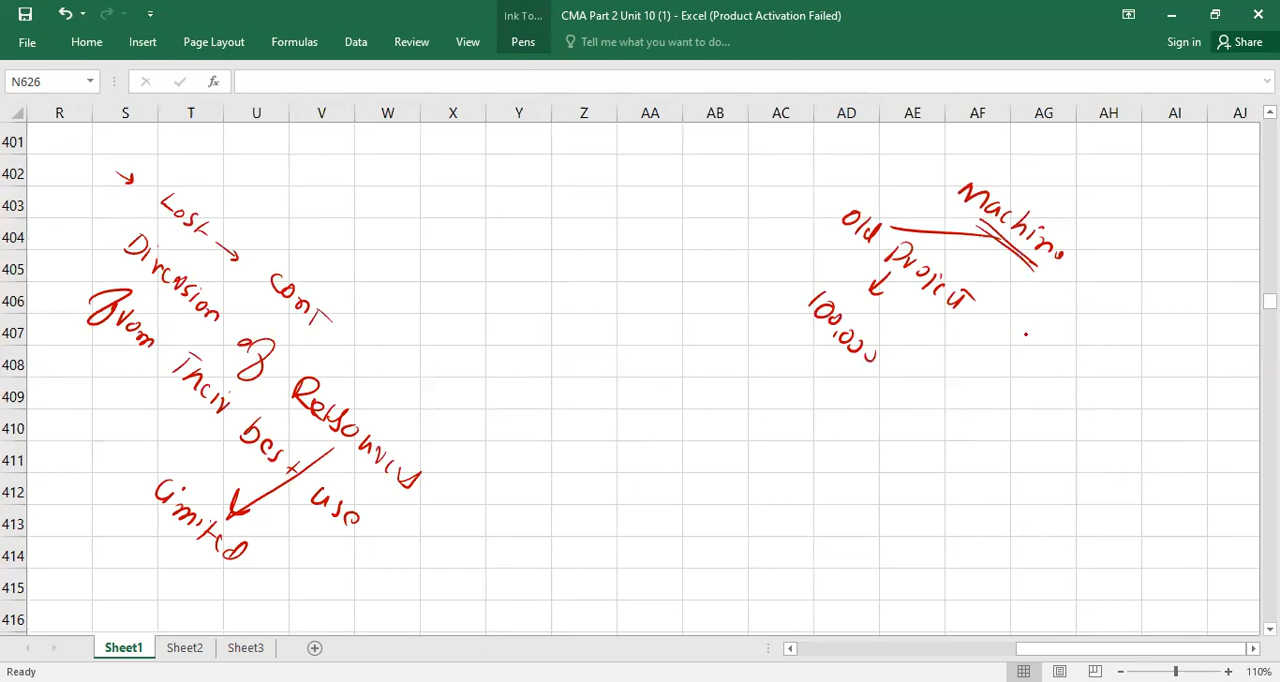 Ink To... CMA Part 2 Unit 10 (1) - Excel (Product Activation Failed)
File Home Insert Page Layout Formulas Data Review View Pens Tell me what you want to do... Sign in Share
N626 fx
R S T U V W X Y Z AA AB AC AD AE AF AG AH AI AJ
401
402
403
404
405
406
407
408
409
410
411
412
413
414
415
416
→ Lost → cont
Diversion of Resources
From Their best use
Limited
Machine
Old Project
100,000
Sheet1 Sheet2 Sheet3
Ready 110%